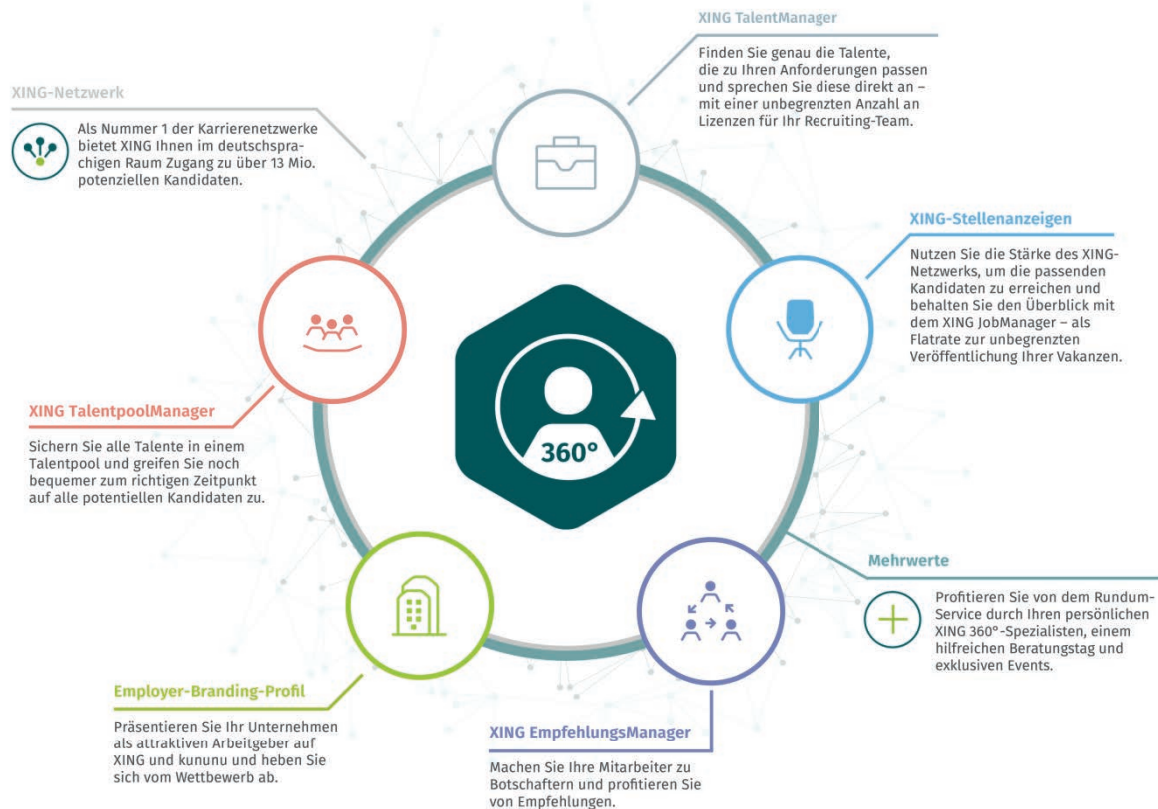 XING TalentManager
Finden Sie genau die Talente,
die zu Ihren Anforderungen passen
und sprechen Sie diese direkt an –
mit einer unbegrenzten Anzahl an
Lizenzen für Ihr Recruiting-Team.
XING-Netzwerk
Als Nummer 1 der Karrierenetzwerke
bietet XING Ihnen im deutschspra-
chigen Raum Zugang zu über 13 Mio.
potenziellen Kandidaten.
XING-Stellenanzeigen
Nutzen Sie die Stärke des XING-
Netzwerks, um die passenden
Kandidaten zu erreichen und
behalten Sie den Überblick mit
dem XING JobManager – als
Flatrate zur unbegrenzten
Veröffentlichung Ihrer Vakanzen.
XING TalentpoolManager
Sichern Sie alle Talente in einem
Talentpool und greifen Sie noch
bequemer zum richtigen Zeitpunkt
auf alle potentiellen Kandidaten zu.
360°
Mehrwerte
Profitieren Sie von dem Rundum-
Service durch Ihren persönlichen
XING 360°-Spezialisten, einem
hilfreichen Beratungstag und
exklusiven Events.
Employer-Branding-Profil
Präsentieren Sie Ihr Unternehmen
als attraktiven Arbeitgeber auf
XING und kununu und heben Sie
sich vom Wettbewerb ab.
XING EmpfehlungsManager
Machen Sie Ihre Mitarbeiter zu
Botschaftern und profitieren Sie
von Empfehlungen.